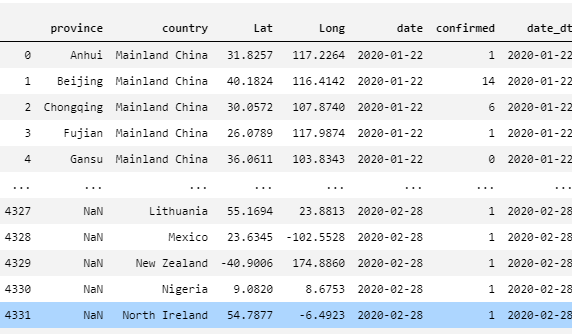 province country Lat Long date confirmed date_dt
0 Anhui Mainland China 31.8257 117.2264 2020-01-22 1 2020-01-22
1 Beijing Mainland China 40.1824 116.4142 2020-01-22 14 2020-01-22
2 Chongqing Mainland China 30.0572 107.8740 2020-01-22 6 2020-01-22
3 Fujian Mainland China 26.0789 117.9874 2020-01-22 1 2020-01-22
4 Gansu Mainland China 36.0611 103.8343 2020-01-22 0 2020-01-22
... ... ... ... ... ... ... ...
4327 NaN Lithuania 55.1694 23.8813 2020-02-28 1 2020-02-28
4328 NaN Mexico 23.6345 -102.5528 2020-02-28 1 2020-02-28
4329 NaN New Zealand -40.9006 174.8860 2020-02-28 1 2020-02-28
4330 NaN Nigeria 9.0820 8.6753 2020-02-28 1 2020-02-28
4331 NaN North Ireland 54.7877 -6.4923 2020-02-28 1 2020-02-28